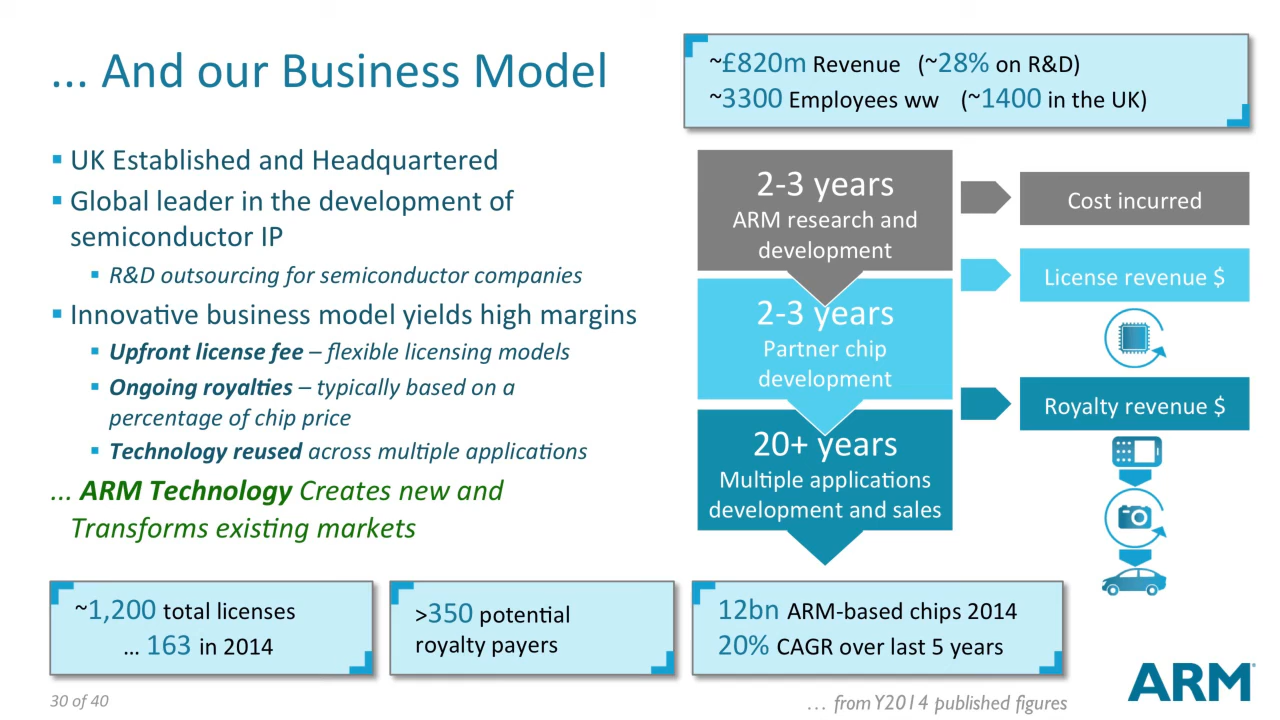 ... And our Business Model
~£820m Revenue (~28% on R&D)
~3300 Employees ww (~1400 in the UK)
▪ UK Established and Headquartered
▪ Global leader in the development of
semiconductor IP
▪ R&D outsourcing for semiconductor companies
▪ Innovative business model yields high margins
▪ Upfront license fee – flexible licensing models
▪ Ongoing royalties – typically based on a
percentage of chip price
▪ Technology reused across multiple applications
... ARM Technology Creates new and
Transforms existing markets
2-3 years
ARM research and
development
Cost incurred
2-3 years
Partner chip
development
License revenue $
20+ years
Multiple applications
development and sales
Royalty revenue $
~1,200 total licenses
... 163 in 2014
>350 potential
royalty payers
12bn ARM-based chips 2014
20% CAGR over last 5 years
30 of 40
... from Y2014 published figures
ARM®